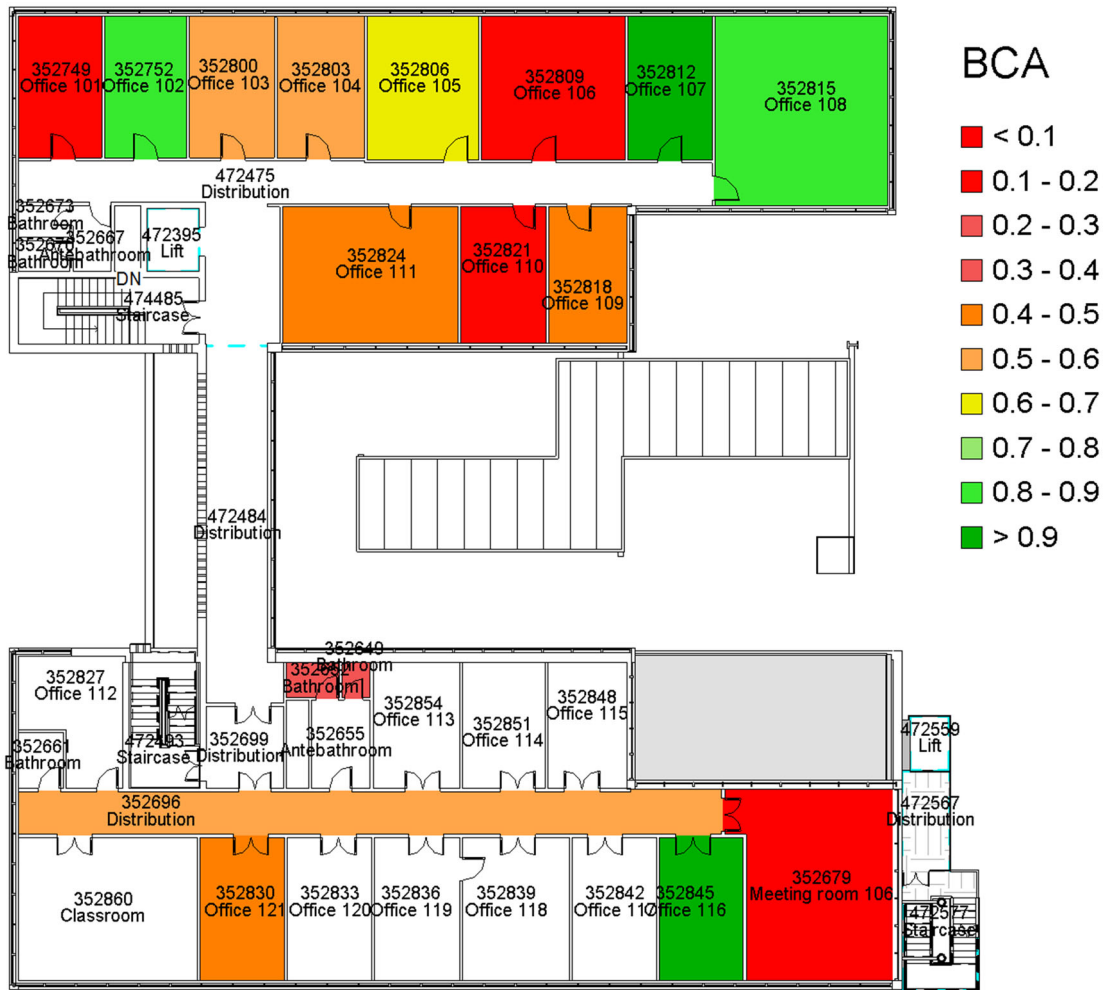 BCA
< 0.1
0.1 - 0.2
0.2 - 0.3
0.3 - 0.4
0.4 - 0.5
0.5 - 0.6
0.6 - 0.7
0.7 - 0.8
0.8 - 0.9
> 0.9
352749
Office 101
352752
Office 102
352800
Office 103
352803
Office 104
352806
Office 105
352809
Office 106
352812
Office 107
352815
Office 108
472475
Distribution
352673
Bathroom
352667
Antebathroom
352670
Bathroom
472395
Lift
DN
474485
Staircase
352824
Office 111
352821
Office 110
352818
Office 109
472484
Distribution
352827
Office 112
352661
Bathroom
472493
Staircase
352699
Distribution
352649
Bathroom
352652
Bathroom
352655
Antebathroom
352854
Office 113
352851
Office 114
352848
Office 115
472559
Lift
472567
Distribution
352696
Distribution
352860
Classroom
352830
Office 121
352833
Office 120
352836
Office 119
352839
Office 118
352842
Office 117
352845
Office 116
352679
Meeting room 106
472577
Staircase